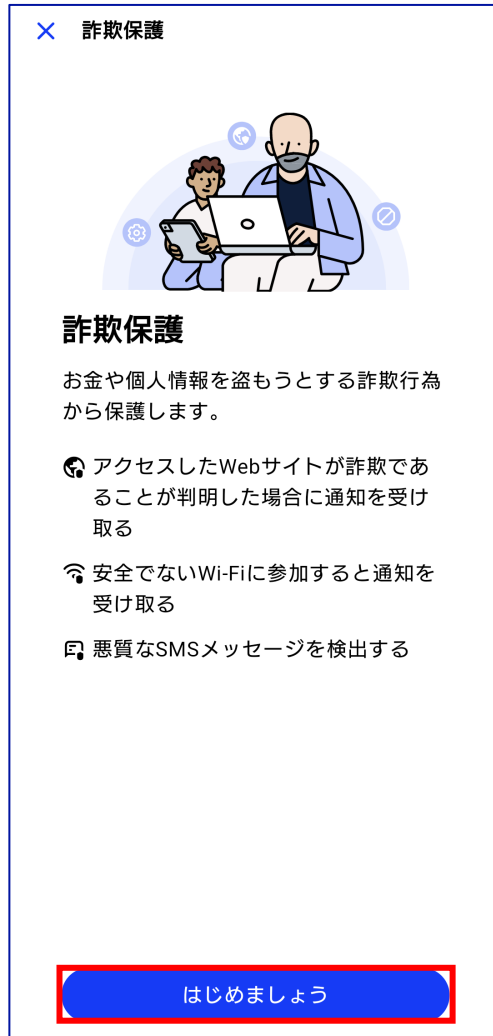 詐欺保護
詐欺保護
お金や個人情報を盗もうとする詐欺行為
から保護します。
アクセスしたWebサイトが詐欺であ
ることが判明した場合に通知を受け
取る
安全でないWi-Fiに参加すると通知を
受け取る
悪質なSMSメッセージを検出する
はじめましょう